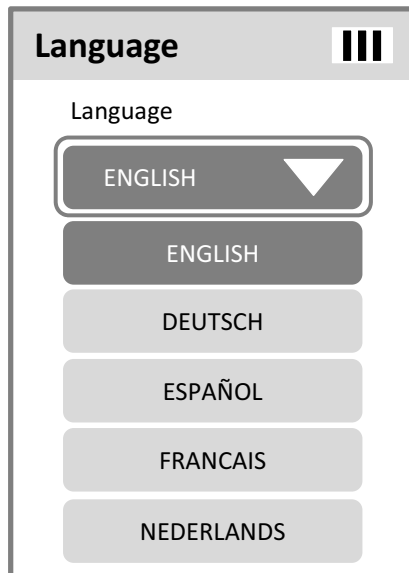 Language
Language
ENGLISH
ENGLISH
DEUTSCH
ESPAÑOL
FRANCAIS
NEDERLANDS